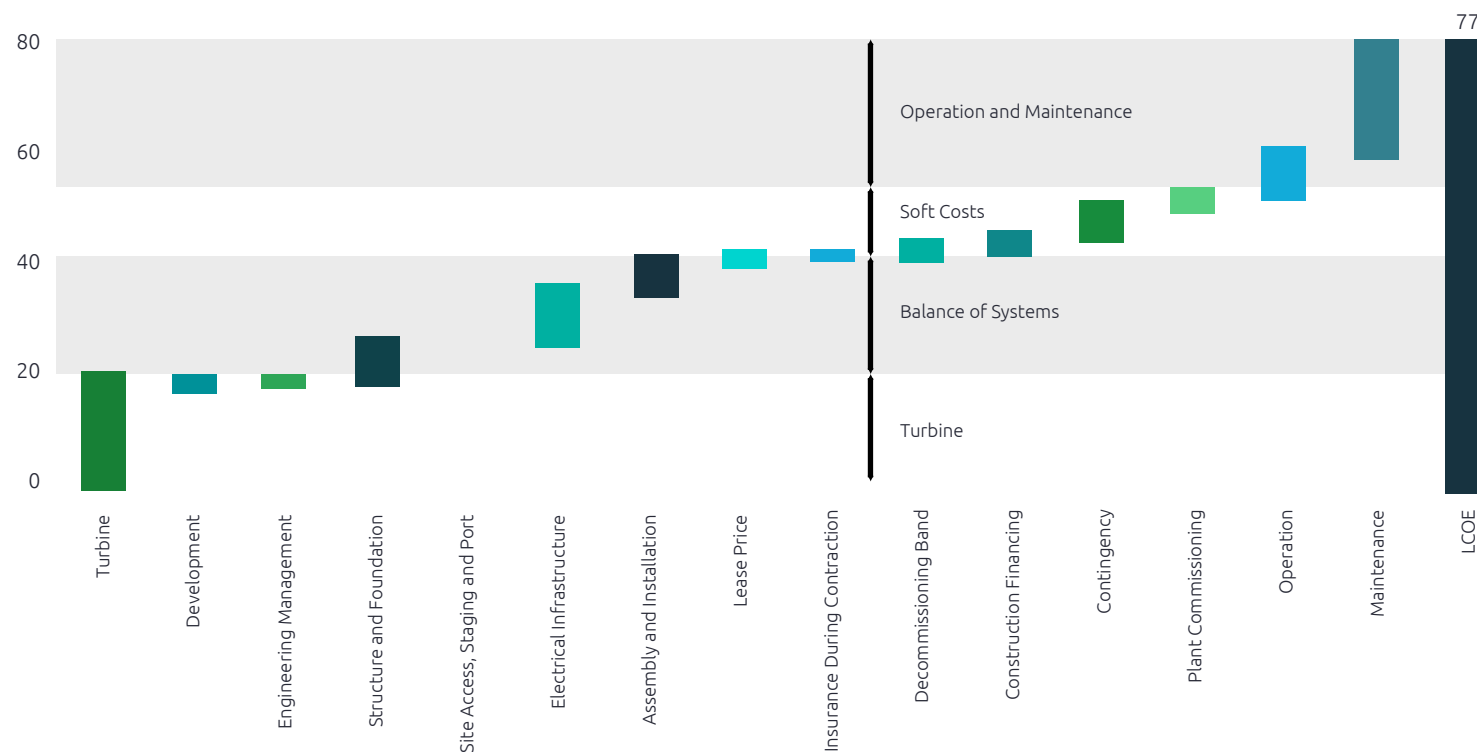 77
80
60
40
20
0
Operation and Maintenance
Soft Costs
Balance of Systems
Turbine
Turbine
Development
Engineering Management
Structure and Foundation
Site Access, Staging and Port
Electrical Infrastructure
Assembly and Installation
Lease Price
Insurance During Contraction
Decommissioning Band
Construction Financing
Contingency
Plant Commissioning
Operation
Maintenance
LCOE